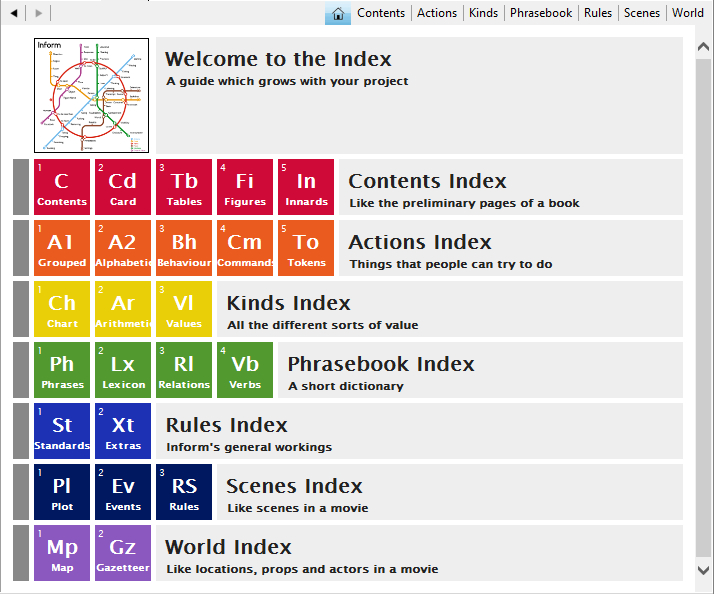 Contents Actions Kinds Phrasebook Rules Scenes World
Inform
Welcome to the Index
A guide which grows with your project
1 2 3 4 5
C Cd Tb Fi In
Contents Card Tables Figures Innards
Contents Index
Like the preliminary pages of a book
1 2 3 4 5
A1 A2 Bh Cm To
Grouped Alphabetic Behaviour Commands Tokens
Actions Index
Things that people can try to do
1 2 3
Ch Ar Vl
Chart Arithmetic Values
Kinds Index
All the different sorts of value
1 2 3 4
Ph Lx Rl Vb
Phrases Lexicon Relations Verbs
Phrasebook Index
A short dictionary
1 2
St Xt
Standards Extras
Rules Index
Inform's general workings
1 2 3
Pl Ev RS
Plot Events Rules
Scenes Index
Like scenes in a movie
1 2
Mp Gz
Map Gazetteer
World Index
Like locations, props and actors in a movie